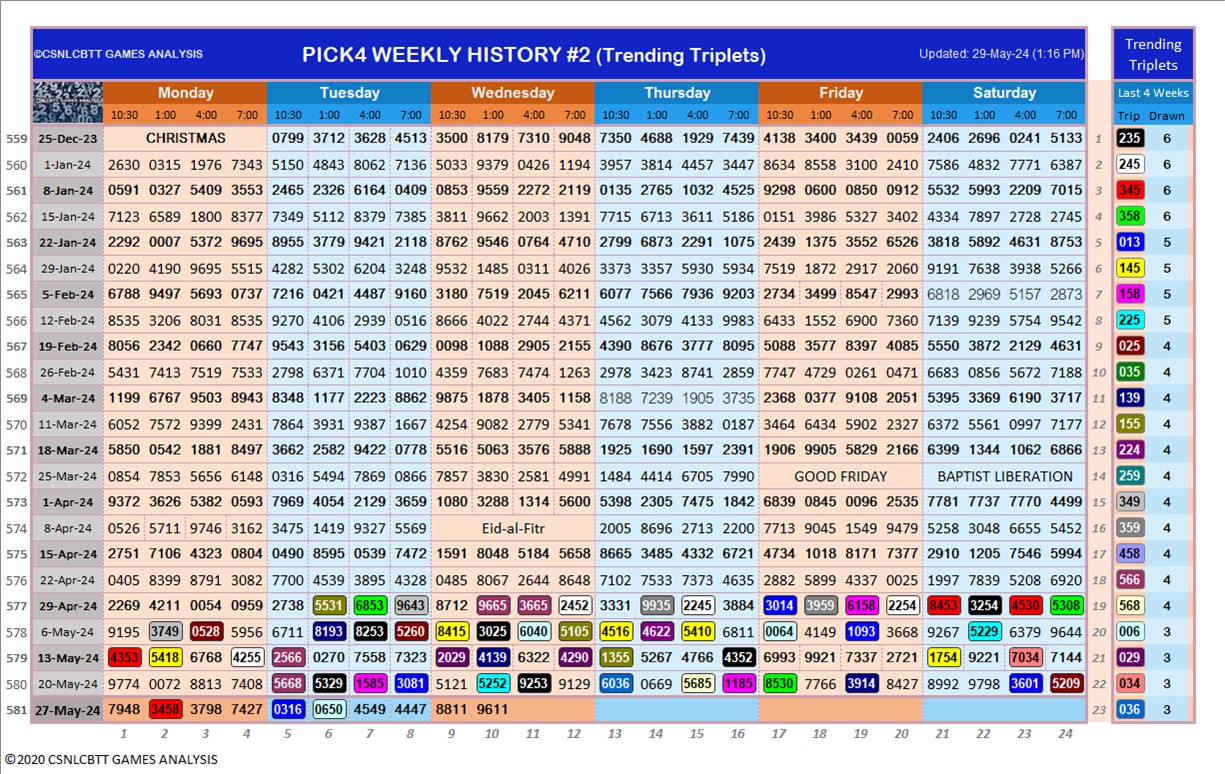 ©CSNLCBTT GAMES ANALYSIS PICK4 WEEKLY HISTORY #2 (Trending Triplets) Updated: 29-May-24 (1:16 PM) Trending Triplets
Monday Tuesday Wednesday Thursday Friday Saturday Last 4 Weeks
10:30 1:00 4:00 7:00 10:30 1:00 4:00 7:00 10:30 1:00 4:00 7:00 10:30 1:00 4:00 7:00 10:30 1:00 4:00 7:00 10:30 1:00 4:00 7:00 Trip Drawn
559 25-Dec-23 CHRISTMAS 0799 3712 3628 4513 3500 8179 7310 9048 7350 4688 1929 7439 4138 3400 3439 0059 2406 2696 0241 5133 1 235 6
560 1-Jan-24 2630 0315 1976 7343 5150 4843 8062 7136 5033 9379 0426 1194 3957 3814 4457 3447 8634 8558 3100 2410 7586 4832 7771 6387 2 245 6
561 8-Jan-24 0591 0327 5409 3553 2465 2326 6164 0409 0853 9559 2272 2119 0135 2765 1032 4525 9298 0600 0850 0912 5532 5993 2209 7015 3 345 6
562 15-Jan-24 7123 6589 1800 8377 7349 5112 8379 7385 3811 9662 2003 1391 7715 6713 3611 5186 0151 3986 5327 3402 4334 7897 2728 2745 4 358 6
563 22-Jan-24 2292 0007 5372 9695 8955 3779 9421 2118 8762 9546 0764 4710 2799 6873 2291 1075 2439 1375 3552 6526 3818 5892 4631 8753 5 013 5
564 29-Jan-24 0220 4190 9695 5515 4282 5302 6204 3248 9532 1485 0311 4026 3373 3357 5930 5934 7519 1872 2917 2060 9191 7638 3938 5266 6 145 5
565 5-Feb-24 6788 9497 5693 0737 7216 0421 4487 9160 3180 7519 2045 6211 6077 7566 7936 9203 2734 3499 8547 2993 6818 2969 5157 2873 7 158 5
566 12-Feb-24 8535 3206 8031 8535 9270 4106 2939 0516 8666 4022 2744 4371 4562 3079 4133 9983 6433 1552 6900 7360 7139 9239 5754 9542 8 225 5
567 19-Feb-24 8056 2342 0660 7747 9543 3156 5403 0629 0098 1088 2905 2155 4390 8676 3777 8095 5088 3577 8397 4085 5550 3872 2129 4631 9 025 4
568 26-Feb-24 5431 7413 7519 7533 2298 6371 7704 1010 4359 7683 7474 1263 2978 3423 8741 2859 7747 4729 0261 0471 6683 0856 5672 7188 10 035 4
569 4-Mar-24 1199 6767 9503 8943 8348 1177 2223 8862 9875 1878 3405 1158 8188 7239 1905 3735 2368 0377 9108 2051 5395 3369 6190 3717 11 139 4
570 11-Mar-24 6052 7572 9399 2431 7864 3931 9387 1667 4254 9082 2779 5341 7678 7556 3882 0187 3464 6434 5902 2327 6372 5561 0997 7177 12 155 4
571 18-Mar-24 5850 0542 1881 8497 3662 2582 9422 0778 5516 5063 3576 5888 1925 1690 1597 2391 1906 9905 5829 2166 6399 1344 1062 6866 13 224 4
572 25-Mar-24 0854 7853 5656 6148 0316 5494 7869 0866 0857 3830 2581 4991 1484 4414 6705 7990 GOOD FRIDAY BAPTIST LIBERATION 14 259 4
573 1-Apr-24 9372 3626 5382 0593 7969 4054 2129 3659 1080 3288 1314 5600 5398 2305 7475 1842 6839 0845 0096 2535 7781 7737 7770 4499 15 349 4
574 8-Apr-24 0526 5711 9746 3162 3475 1419 9327 5569 Eid-al-Fitr 2005 8696 2713 2200 7713 9045 1549 9479 5258 3048 6655 5452 16 359 4
575 15-Apr-24 2751 7106 4323 0804 0490 8595 0539 7472 1591 8048 5184 5658 8665 3485 4332 6721 4734 1018 8171 7377 2910 1205 7546 5994 17 458 4
576 22-Apr-24 0405 8399 8791 3082 7700 4539 3895 4328 0485 8067 2644 8648 7102 7533 7373 4635 2882 5899 4337 0025 1997 7839 5208 6920 18 566 4
577 29-Apr-24 2269 4211 0054 0959 2738 5531 6853 9643 8712 9665 3665 2452 3331 9935 2245 3884 3014 3959 6158 2254 8453 3254 4530 5308 19 568 4
578 6-May-24 9195 3749 0528 5956 6711 8193 8253 5260 8415 3025 6040 5105 4516 4622 5410 6811 0064 4149 1093 3668 9267 5229 6379 9644 20 006 3
579 13-May-24 4353 5418 6768 4255 2566 0270 7558 7323 2029 4139 6322 4290 1355 5267 4766 4352 6993 9921 7337 2721 1754 9221 7034 7144 21 029 3
580 20-May-24 9774 0072 8813 7408 5668 5329 1585 3081 5121 5252 9253 9129 6036 0669 5685 1185 8530 7766 3914 8427 8992 9798 3601 5209 22 034 3
581 27-May-24 7948 3458 3798 7427 0316 0650 4549 4447 8811 9611 23 036 3
1 2 3 4 5 6 7 8 9 10 11 12 13 14 15 16 17 18 19 20 21 22 23 24
©2020 CSNLCBTT GAMES ANALYSIS